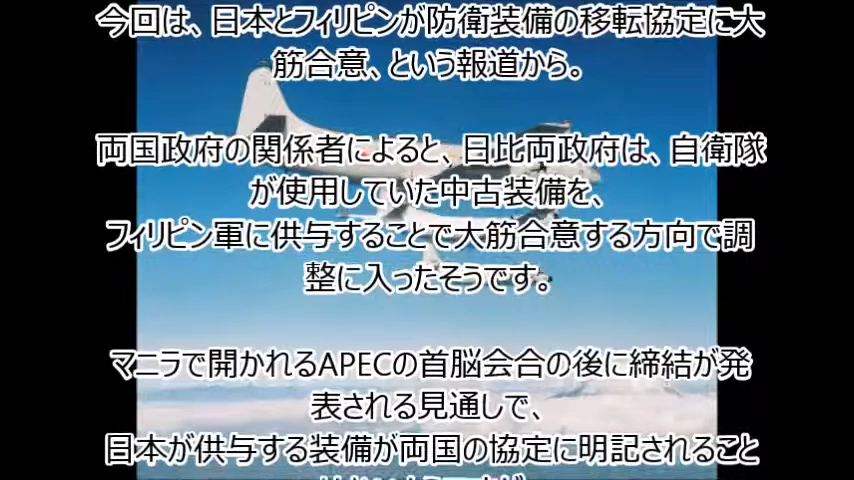 今回は、日本とフィリピンが防衛装備の移転協定に大
筋合意、という報道から。
両国政府の関係者によると、日比両政府は、自衛隊
が使用していた中古装備を、
フィリピン軍に供与することで大筋合意する方向で調
整に入ったそうです。
マニラで開かれるAPECの首脳会合の後に締結が発
表される見通しで、
日本が供与する装備が両国の協定に明記されること